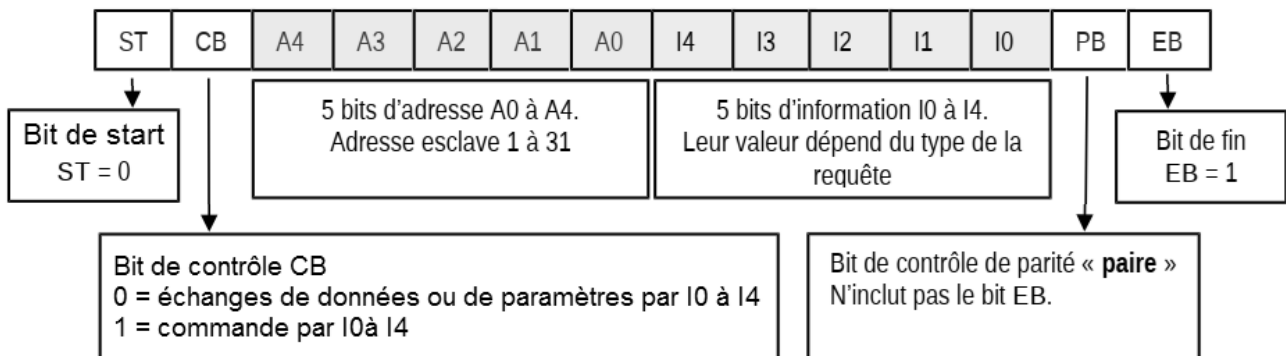 ST CB A4 A3 A2 A1 A0 I4 I3 I2 I1 I0 PB EB
Bit de start
ST = 0
5 bits d’adresse A0 à A4.
Adresse esclave 1 à 31
5 bits d’information I0 à I4.
Leur valeur dépend du type de la
requête
Bit de fin
EB = 1
Bit de contrôle CB
0 = échanges de données ou de paramètres par I0 à I4
1 = commande par I0à I4
Bit de contrôle de parité « paire »
N’inclut pas le bit EB.